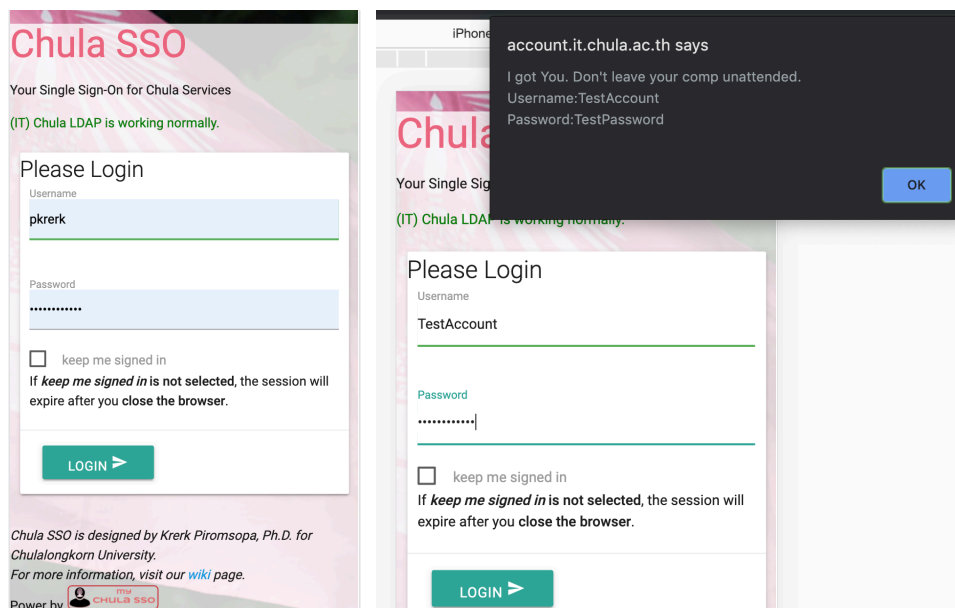 Chula SSO
Your Single Sign-On for Chula Services
(IT) Chula LDAP is working normally.
Please Login
Username
pkrerk
Password
••••••••••••
keep me signed in
If keep me signed in is not selected, the session will
expire after you close the browser.
LOGIN
Chula SSO is designed by Krerk Piromsopa, Ph.D. for
Chulalongkorn University.
For more information, visit our wiki page.
Power by my CHULA SSO
iPhone
account.it.chula.ac.th says
I got You. Don't leave your comp unattended.
Username:TestAccount
Password:TestPassword
OK
Chula
Your Single Sig
(IT) Chula LDAP is working normally.
Please Login
Username
TestAccount
Password
••••••••••••
keep me signed in
If keep me signed in is not selected, the session will
expire after you close the browser.
LOGIN